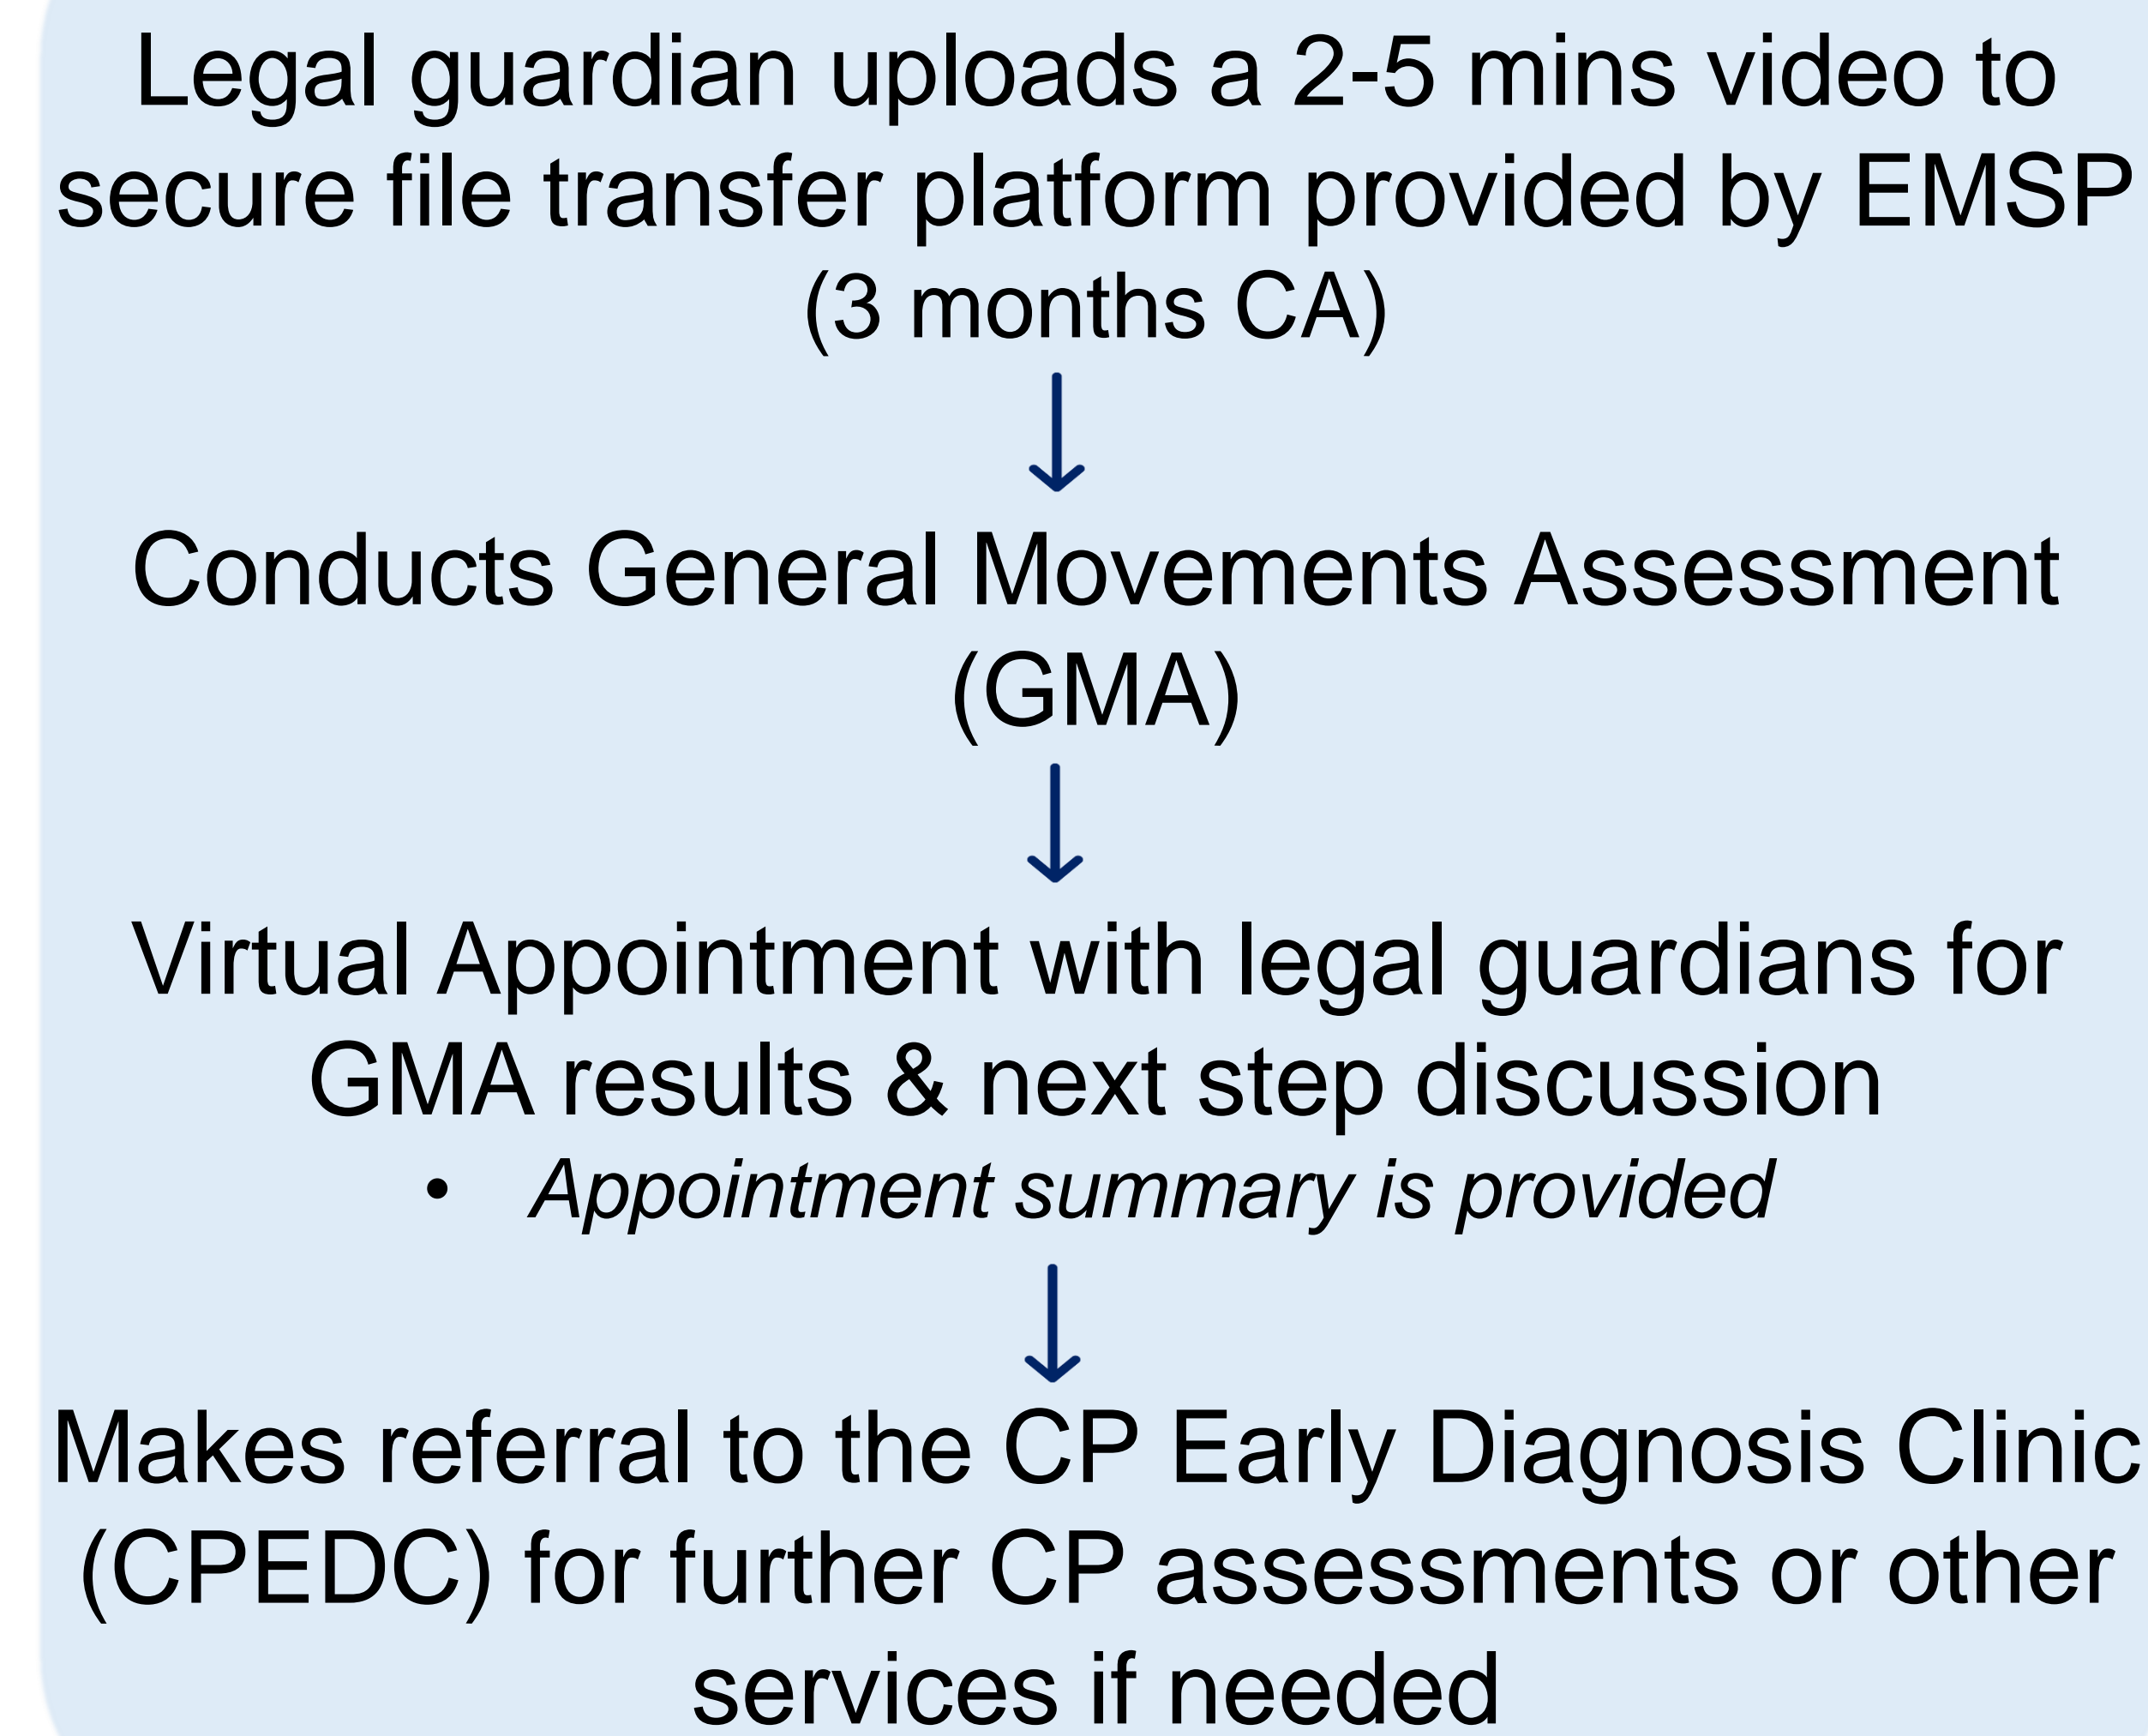 Legal guardian uploads a 2-5 mins video to
secure file transfer platform provided by EMSP
(3 months CA)
Conducts General Movements Assessment
(GMA)
Virtual Appointment with legal guardians for
GMA results & next step discussion
• Appointment summary is provided
Makes referral to the CP Early Diagnosis Clinic
(CPEDC) for further CP assessments or other
services if needed